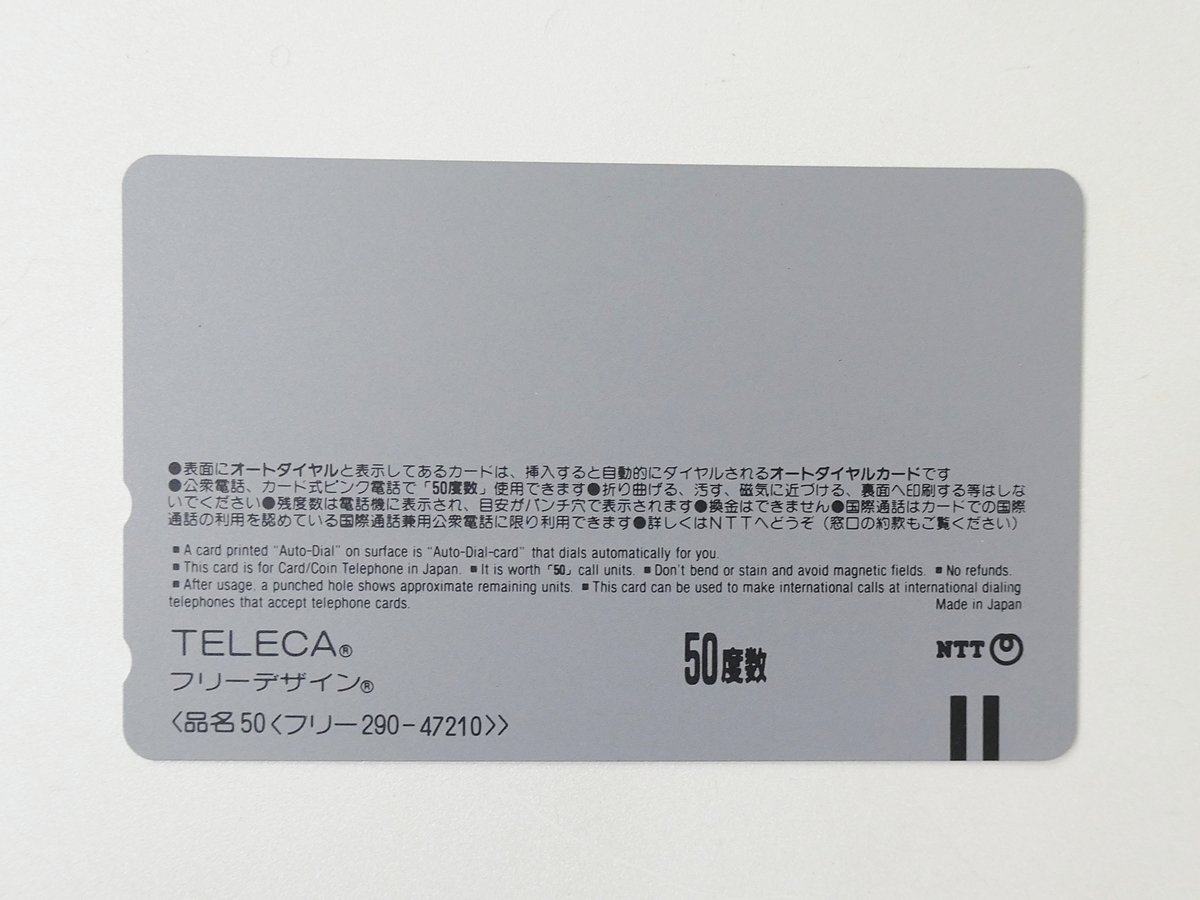 ●表面にオートダイヤルと表示してあるカードは、挿入すると自動的にダイヤルされるオートダイヤルカードです
●公衆電話、カード式ピンク電話で「50度数」使用できます●折り曲げる、汚す、磁気に近づける、裏面へ印刷する等はしな
いでください●残度数は電話機に表示され、目安がパンチ穴で表示されます●換金はできません●国際通話はカードでの国際
通話の利用を認めている国際通話兼用公衆電話に限り利用できます●詳しくはNTTへどうぞ（窓口の約款もご覧ください）
■ A card printed “Auto-Dial” on surface is “Auto-Dial-card” that dials automatically for you.
■ This card is for Card/Coin Telephone in Japan. ■ It is worth「50」call units. ■ Don't bend or stain and avoid magnetic fields. ■ No refunds.
■ After usage, a punched hole shows approximate remaining units. ■ This card can be used to make international calls at international dialing
telephones that accept telephone cards. Made in Japan
TELECA® 50度数 NTT
フリーデザイン®
〈品名50〈フリー290−47210〉〉